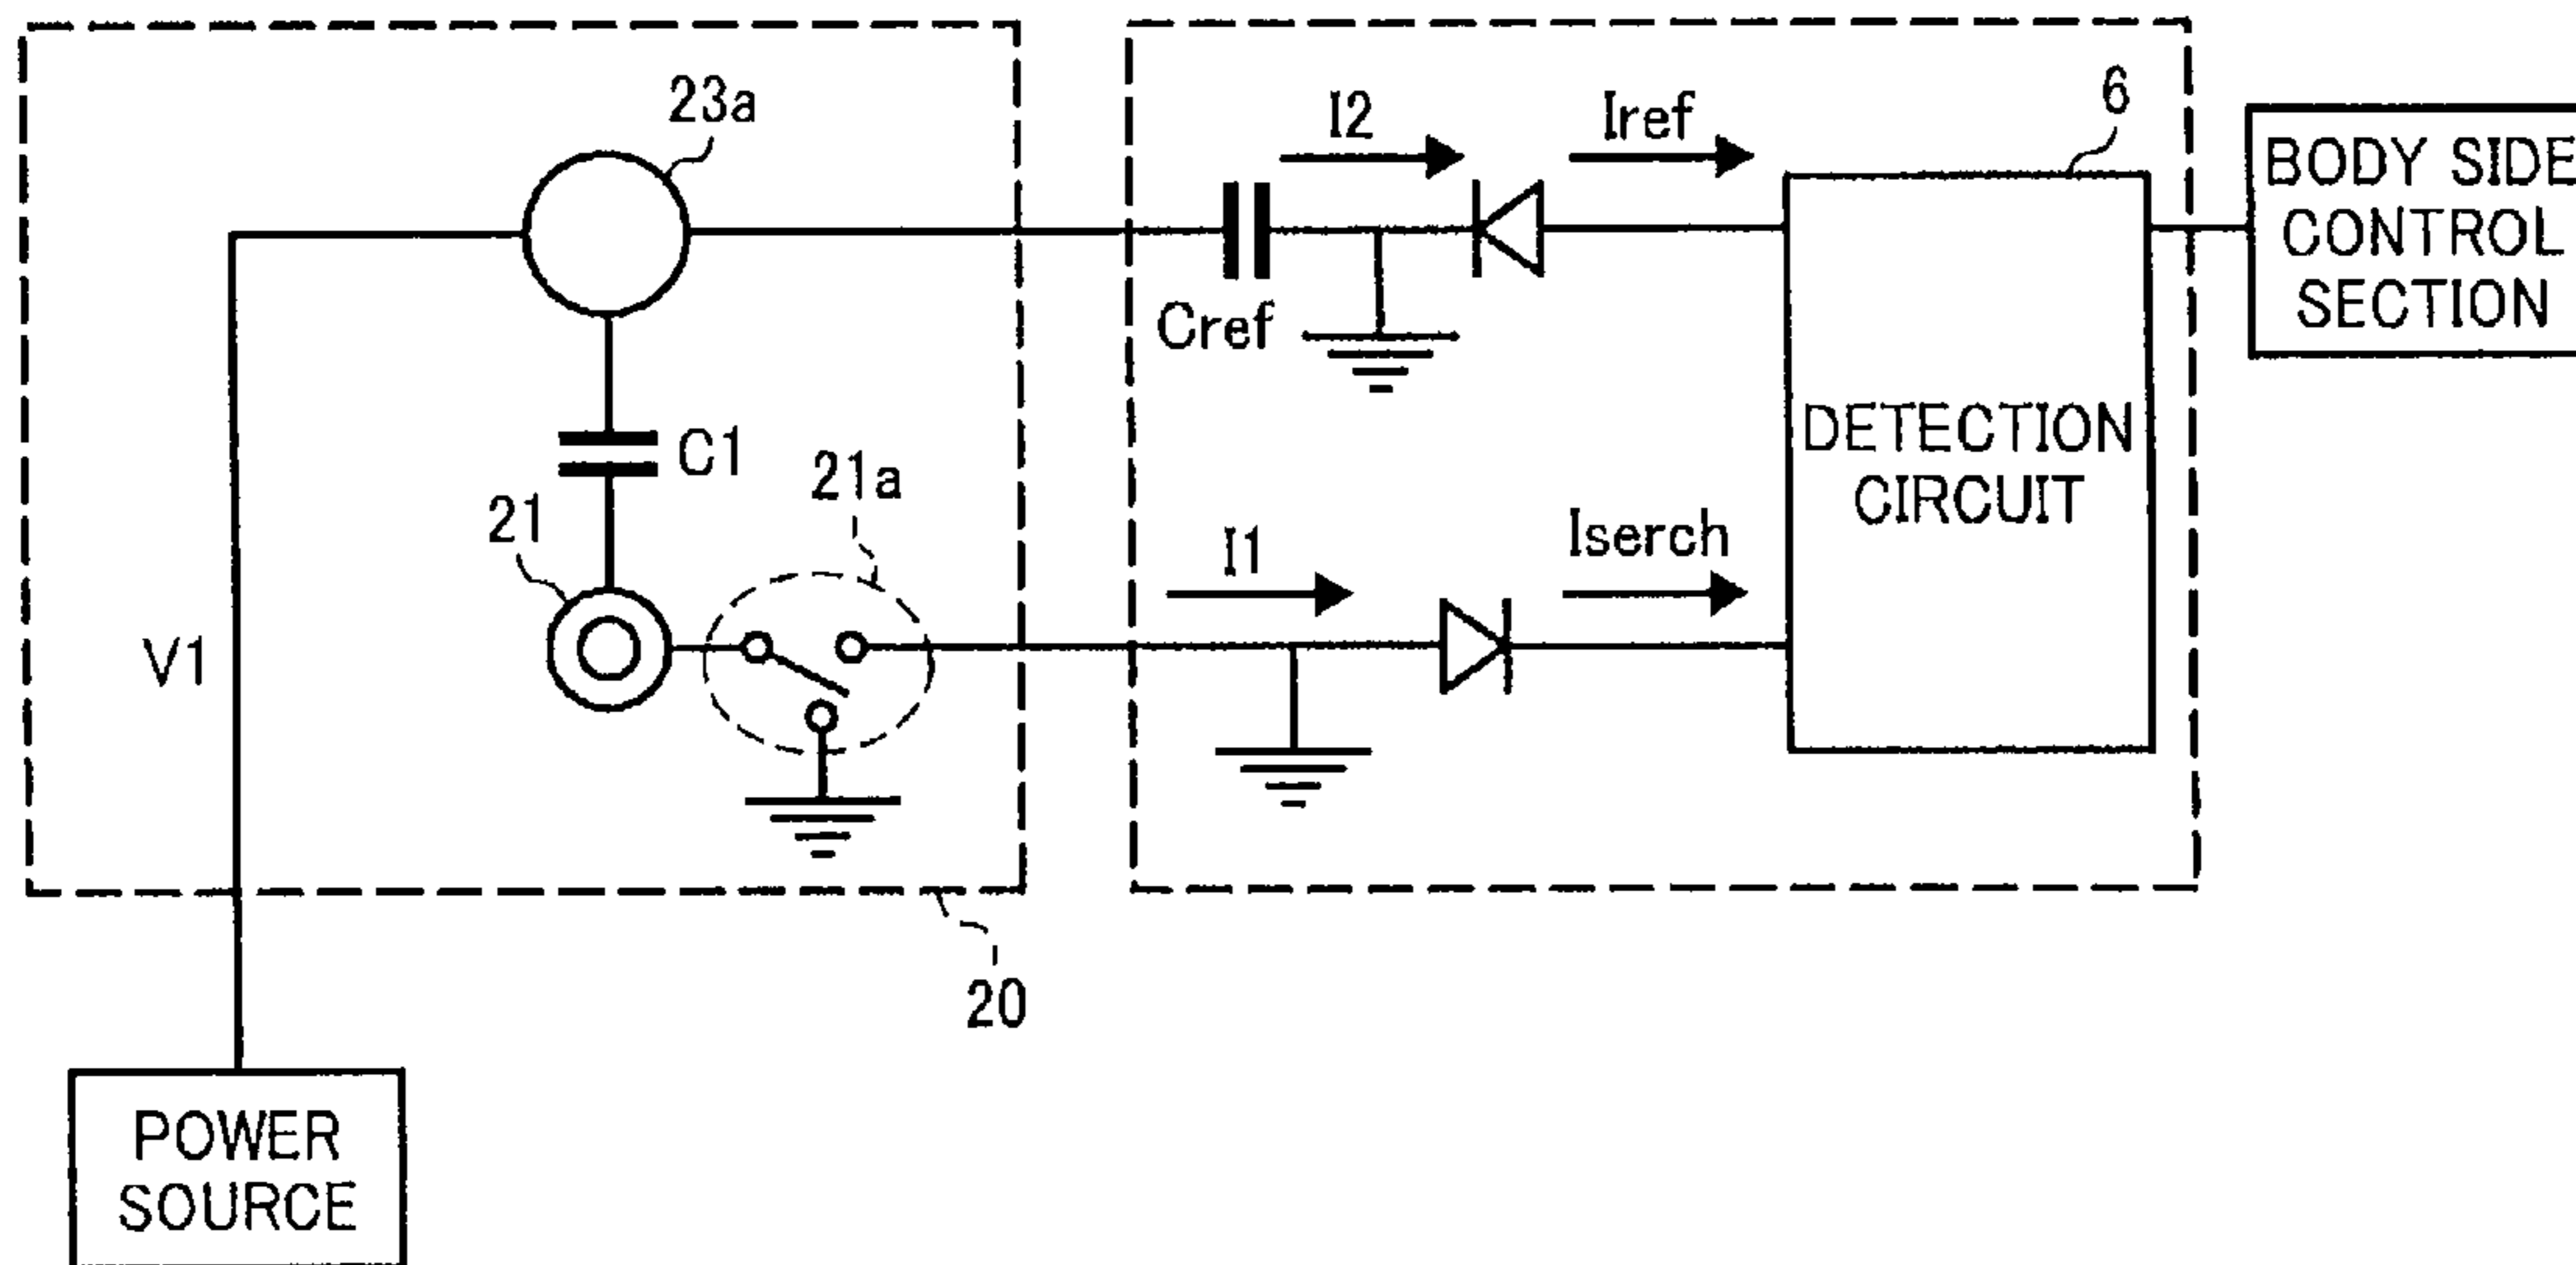 23a
I2
Iref
6
BODY SIDE
CONTROL
SECTION
Cref
C1
21a
21
DETECTION
CIRCUIT
I1
Iserch
V1
20
POWER
SOURCE